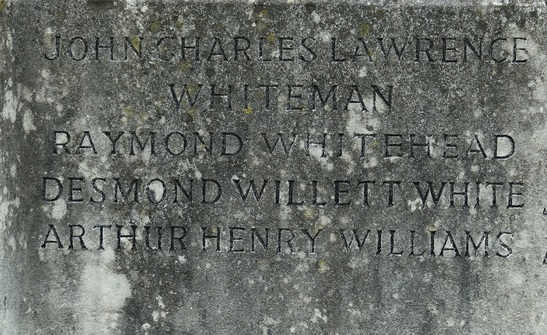 JOHN CHARLES LAWRENCE
WHITEMAN
RAYMOND WHITEHEAD
DESMOND WILLETT WHITE
ARTHUR HENRY WILLIAMS